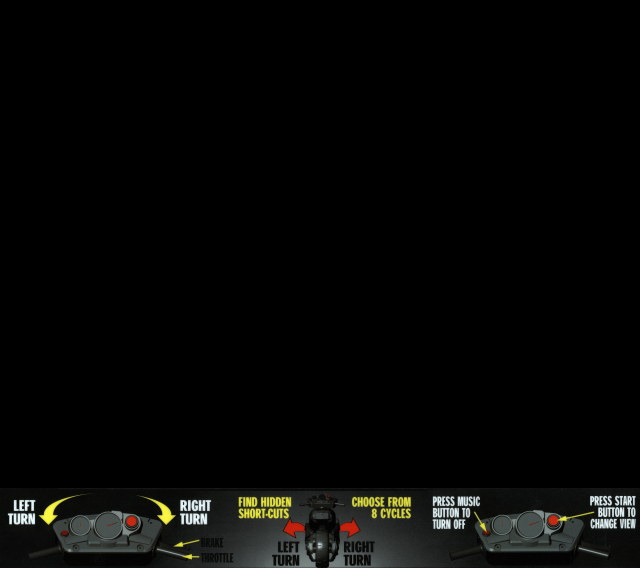 LEFT
TURN
RIGHT
TURN
BRAKE
THROTTLE
FIND HIDDEN
SHORT-CUTS
CHOOSE FROM
8 CYCLES
LEFT
TURN
RIGHT
TURN
PRESS MUSIC
BUTTON TO
TURN OFF
PRESS START
BUTTON TO
CHANGE VIEW